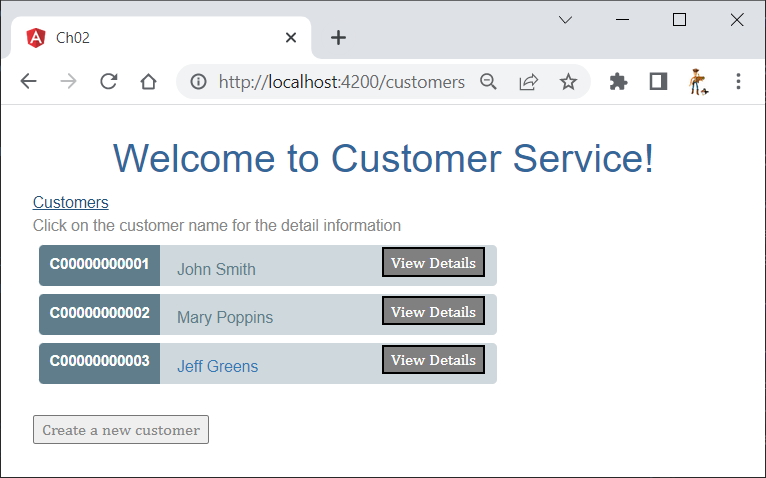 Ch02
http://localhost:4200/customers
Welcome to Customer Service!
Customers
Click on the customer name for the detail information
C00000000001 John Smith View Details
C00000000002 Mary Poppins View Details
C00000000003 Jeff Greens View Details
Create a new customer